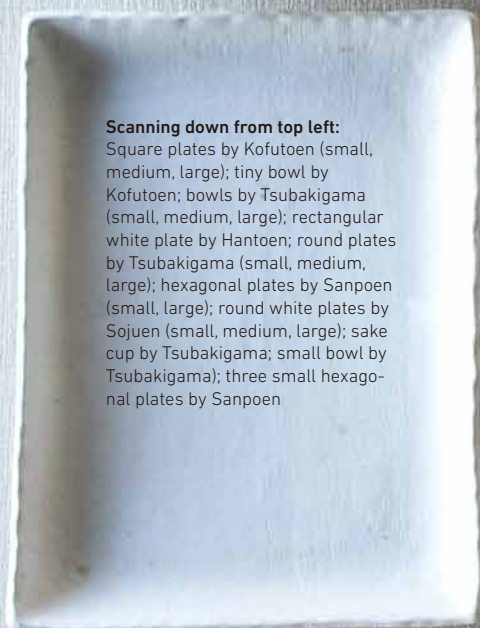 Scanning down from top left:
Square plates by Kofutoen (small,
medium, large); tiny bowl by
Kofutoen; bowls by Tsubakigama
(small, medium, large); rectangular
white plate by Hantoen; round plates
by Tsubakigama (small, medium,
large); hexagonal plates by Sanpoen
(small, large); round white plates by
Sojuen (small, medium, large); sake
cup by Tsubakigama; small bowl by
Tsubakigama); three small hexago-
nal plates by Sanpoen